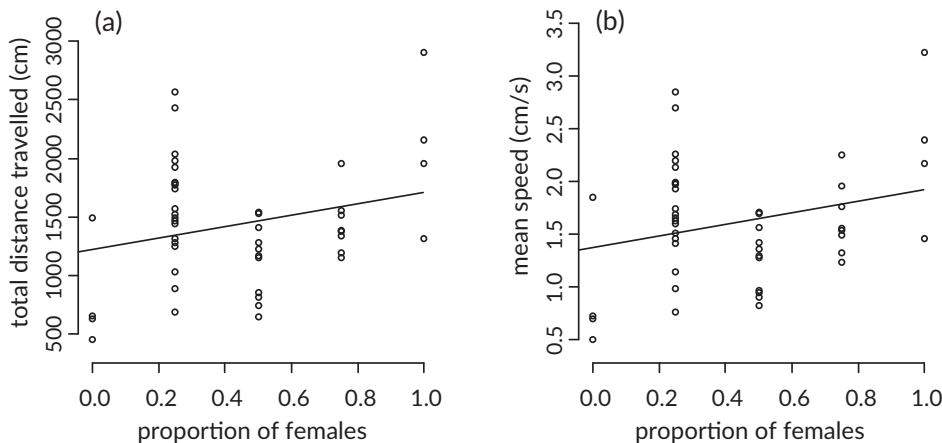 (a)
total distance travelled (cm)
3000
2500
2000
1500
1000
500
0.0 0.2 0.4 0.6 0.8 1.0
proportion of females
(b)
mean speed (cm/s)
3.5
3.0
2.5
2.0
1.5
1.0
0.5
0.0 0.2 0.4 0.6 0.8 1.0
proportion of females